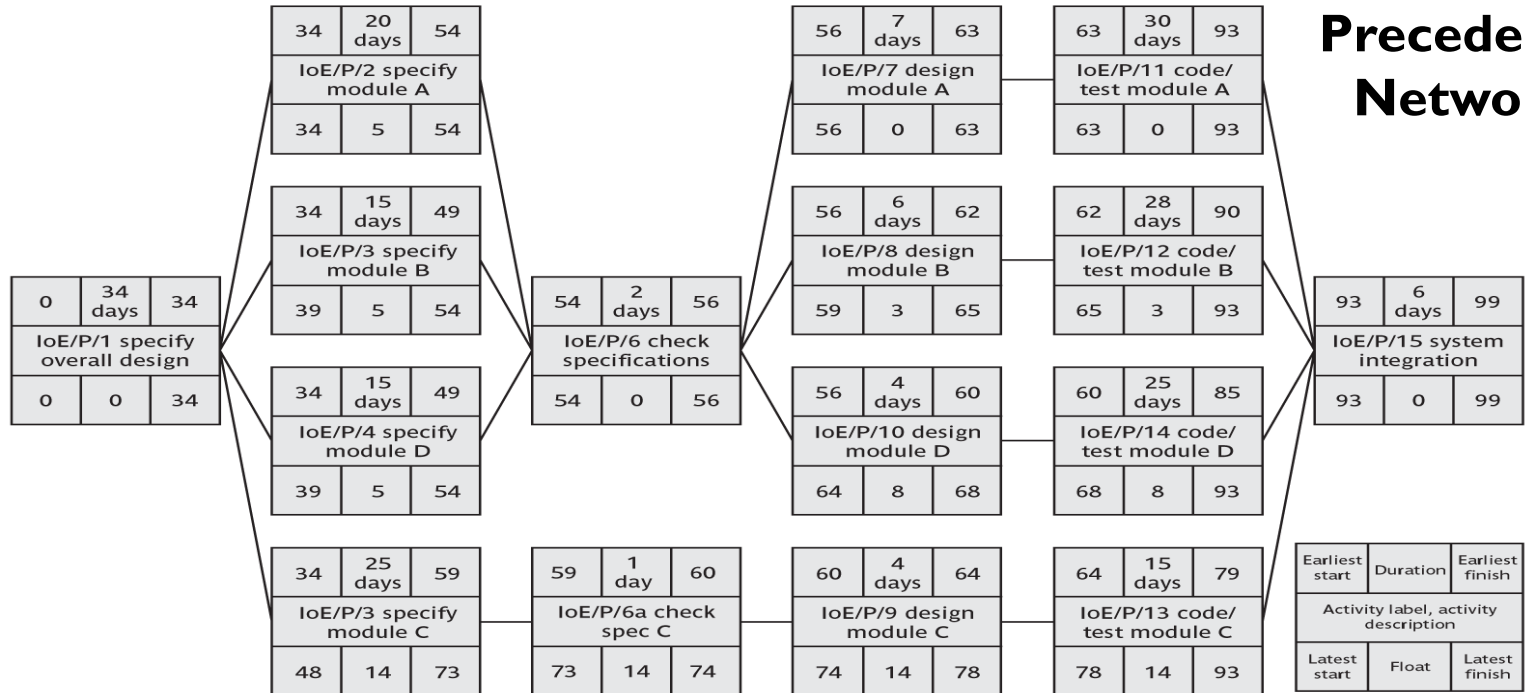 Precede
Netwo
0
34
days
34
IoE/P/1 specify
overall design
0
0
34
34
20
days
54
IoE/P/2 specify
module A
34
5
54
34
15
days
49
IoE/P/3 specify
module B
39
5
54
34
15
days
49
IoE/P/4 specify
module D
39
5
54
34
25
days
59
IoE/P/3 specify
module C
48
14
73
54
2
days
56
IoE/P/6 check
specifications
54
0
56
59
1
day
60
IoE/P/6a check
spec C
73
14
74
56
7
days
63
IoE/P/7 design
module A
56
0
63
56
6
days
62
IoE/P/8 design
module B
59
3
65
56
4
days
60
IoE/P/10 design
module D
64
8
68
60
4
days
64
IoE/P/9 design
module C
74
14
78
63
30
days
93
IoE/P/11 code/
test module A
63
0
93
62
28
days
90
IoE/P/12 code/
test module B
65
3
93
60
25
days
85
IoE/P/14 code/
test module D
68
8
93
64
15
days
79
IoE/P/13 code/
test module C
78
14
93
93
6
days
99
IoE/P/15 system
integration
93
0
99
Earliest
start
Duration
Earliest
finish
Activity label, activity
description
Latest
start
Float
Latest
finish